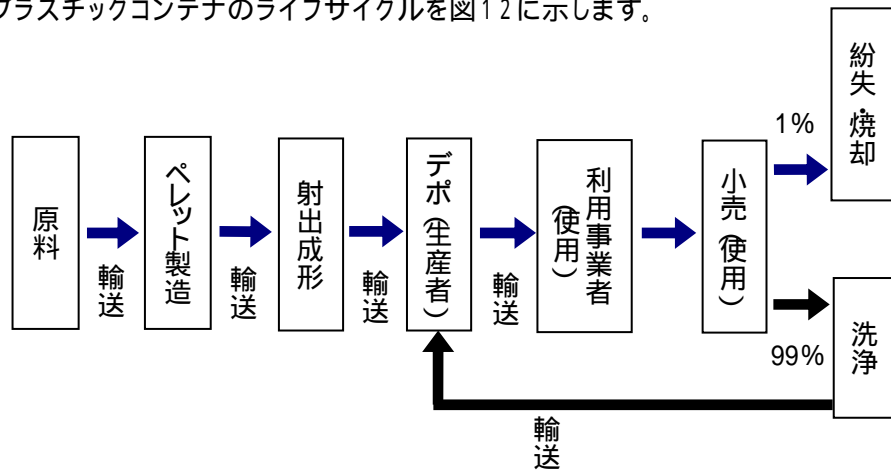 プラスチックコンテナのライフサイクルを図12に示します。
原料
輸送
ペレット製造
輸送
射出成形
輸送
デポ（生産者）
輸送
利用事業者
（使用）
小売（使用）
1%
紛失・焼却
99%
洗浄
輸送